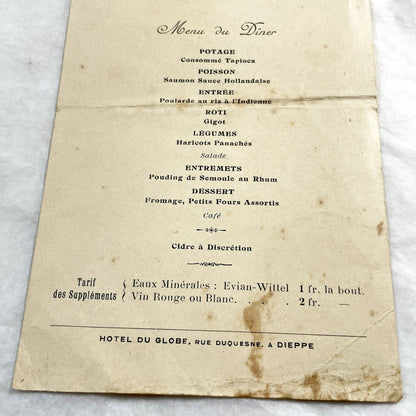 Menu du Dîner
POTAGE
Consommé Tapioca
POISSON
Saumon Sauce Hollandaise
ENTRÉE
Poularde au riz à l'Indienne
ROTI
Gigot
LÉGUMES
Haricots Panachés
Salade
ENTREMETS
Pouding de Semoule au Rhum
DESSERT
Fromage, Petits Fours Assortis
Café
Cidre à Discrétion
Tarif des Suppléments
Eaux Minérales : Evian-Wittel 1 fr. la bout.
Vin Rouge ou Blanc. . . . 2 fr. —
HOTEL DU GLOBE, RUE DUQUESNE, A DIEPPE